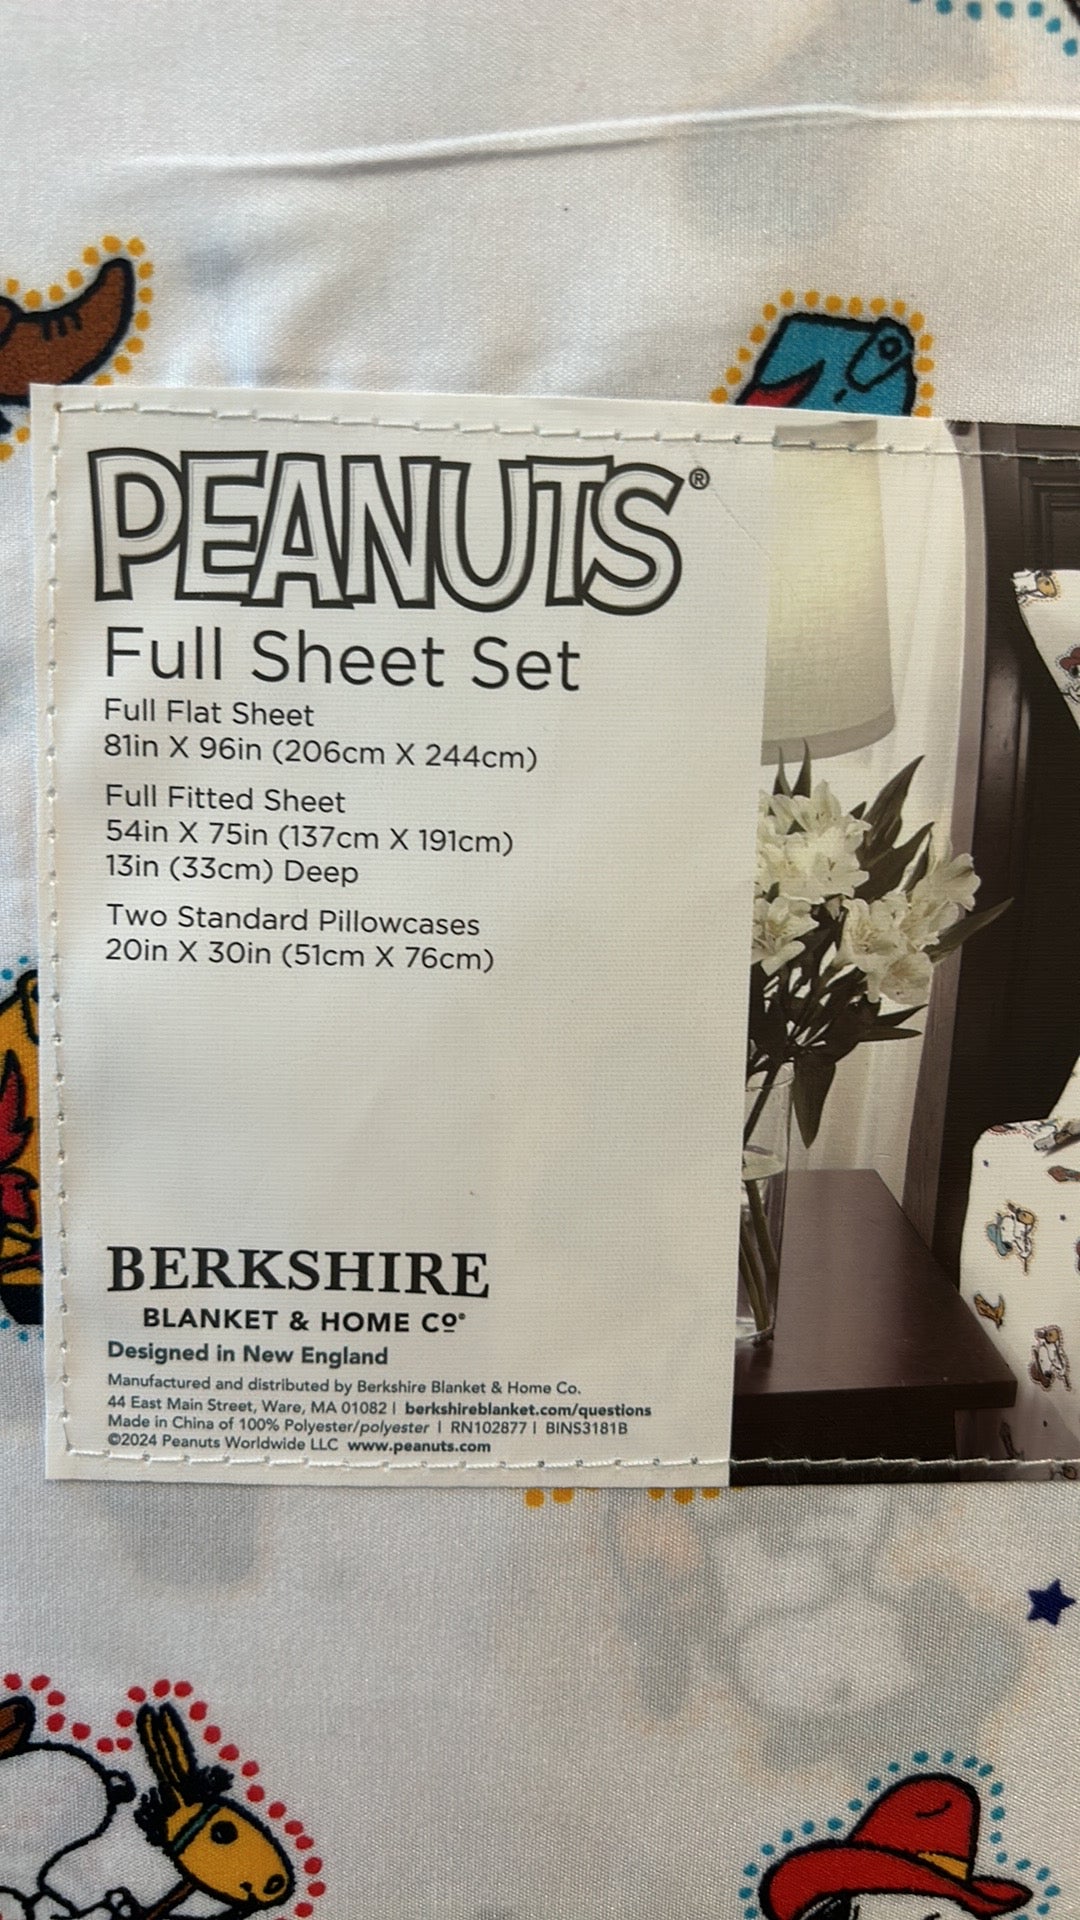 PEANUTS®
Full Sheet Set
Full Flat Sheet
81in X 96in (206cm X 244cm)
Full Fitted Sheet
54in X 75in (137cm X 191cm)
13in (33cm) Deep
Two Standard Pillowcases
20in X 30in (51cm X 76cm)
BERKSHIRE
BLANKET & HOME Cº®
Designed in New England
Manufactured and distributed by Berkshire Blanket & Home Co.
44 East Main Street, Ware, MA 01082 | berkshireblanket.com/questions
Made in China of 100% Polyester/polyester | RN102877 | BINS3181B
©2024 Peanuts Worldwide LLC www.peanuts.com